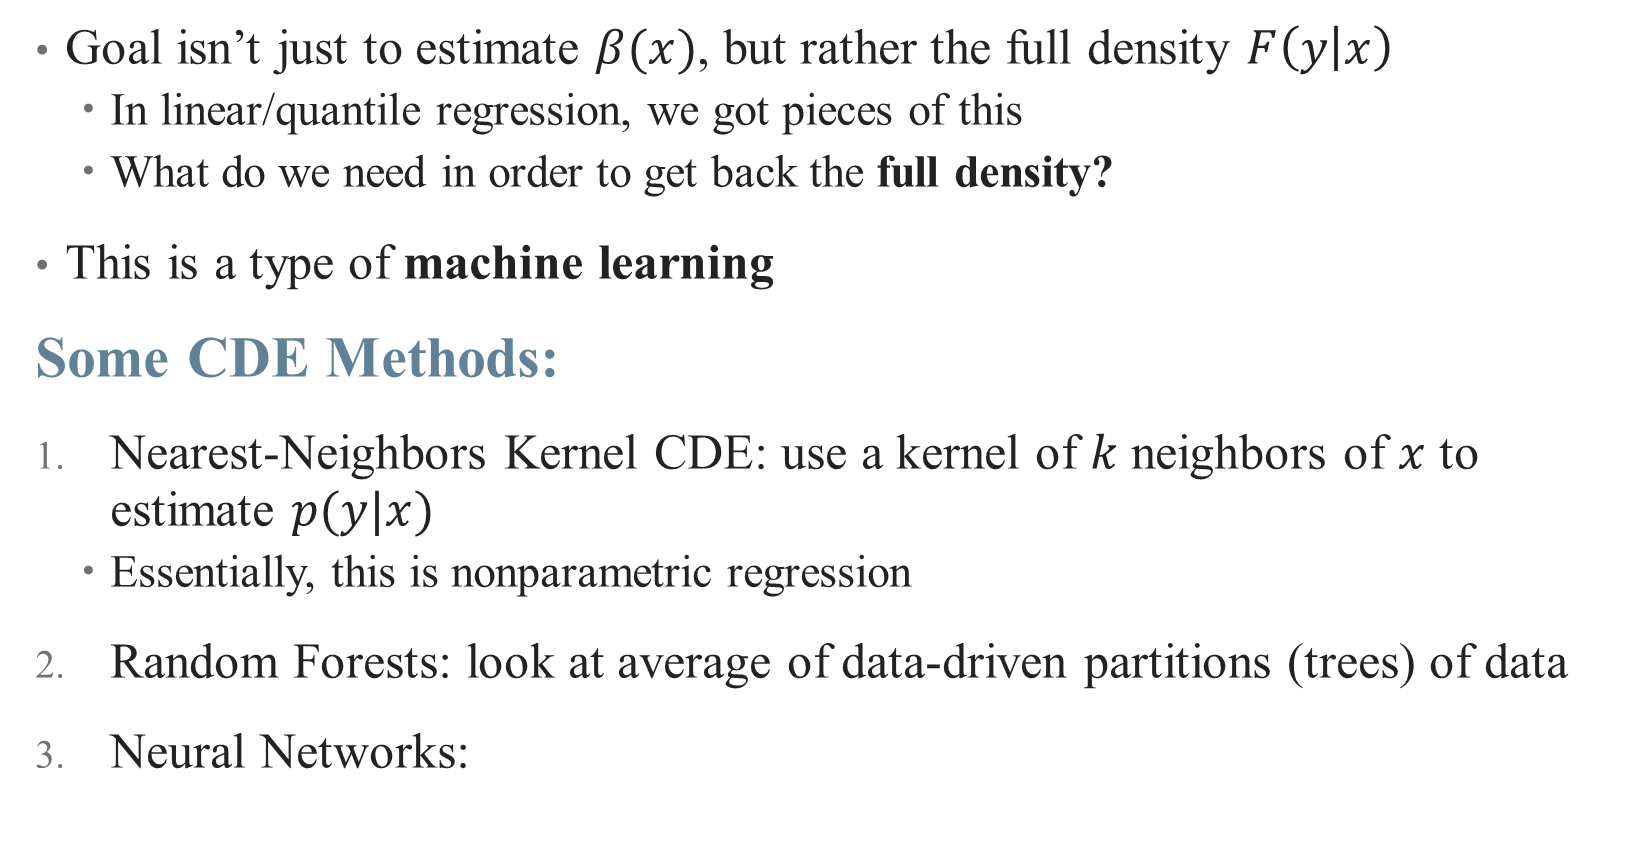 • Goal isn’t just to estimate β(x), but rather the full density F(y|x)
• In linear/quantile regression, we got pieces of this
• What do we need in order to get back the full density?
• This is a type of machine learning
Some CDE Methods:
1. Nearest-Neighbors Kernel CDE: use a kernel of k neighbors of x to
estimate p(y|x)
• Essentially, this is nonparametric regression
2. Random Forests: look at average of data-driven partitions (trees) of data
3. Neural Networks: